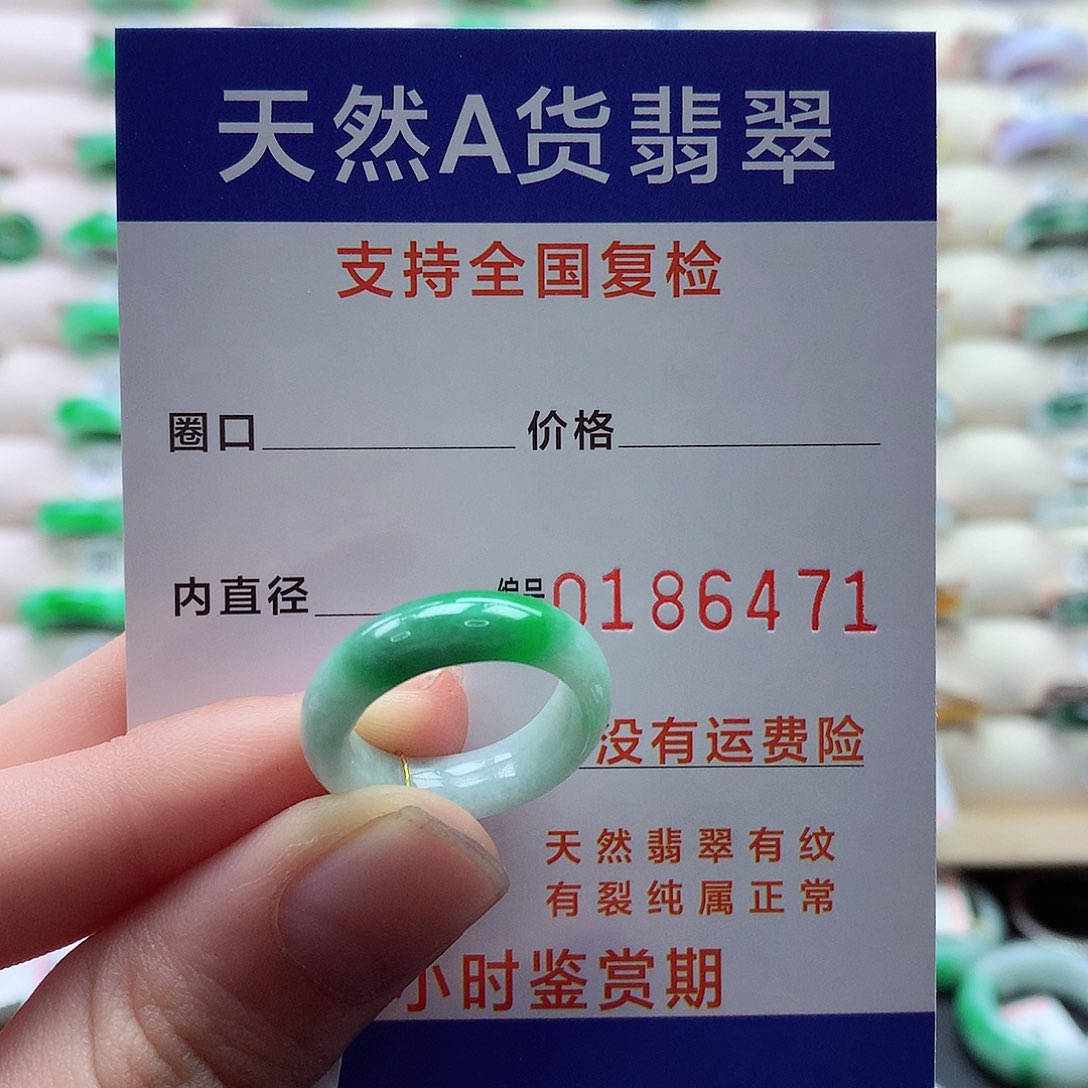 天然A货翡翠
支持全国复检
圈口 价格
内直径 编号 0186471
没有运费险
天然翡翠有纹
有裂纯属正常
小时鉴赏期